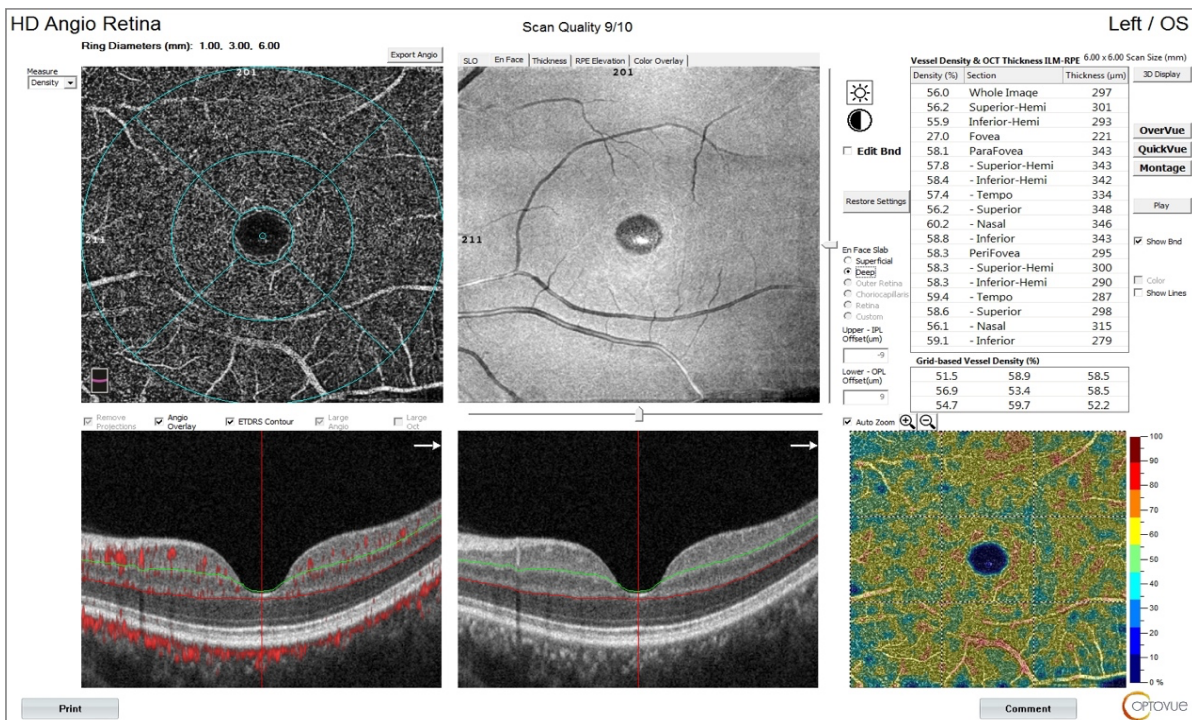 HD Angio Retina
Scan Quality 9/10
Left / OS
Ring Diameters (mm): 1.00, 3.00, 6.00
Export Angio
Measure
Density
201
211
SLO En Face Thickness RPE Elevation Color Overlay
201
211
Edit Bnd
Restore Settings
En Face Slab
Superficial
Deep
Outer Retina
Choriocapillaris
Retina
Custom
Upper - IPL
Offset(um)
-9
Lower - OPL
Offset(um)
9
Vessel Density & OCT Thickness ILM-RPE 6.00 x 6.00 Scan Size (mm)
Density (%) Section Thickness (µm)
56.0 Whole Image 297
56.2 Superior-Hemi 301
55.9 Inferior-Hemi 293
27.0 Fovea 221
58.1 ParaFovea 343
57.8 - Superior-Hemi 343
58.4 - Inferior-Hemi 342
57.4 - Tempo 334
56.2 - Superior 348
60.2 - Nasal 346
58.8 - Inferior 343
58.3 PeriFovea 295
58.3 - Superior-Hemi 300
58.3 - Inferior-Hemi 290
59.4 - Tempo 287
58.6 - Superior 298
56.1 - Nasal 315
59.1 - Inferior 279
Grid-based Vessel Density (%)
51.5 58.9 58.5
56.9 53.4 58.5
54.7 59.7 52.2
3D Display
OverVue
QuickVue
Montage
Play
Show Bnd
Color
Show Lines
Remove Projections
Angio Overlay
ETDRS Contour
Large Angio
Large Oct
Auto Zoom
100
90
80
70
60
50
40
30
20
10
0 %
Print
Comment
OPTOVUE